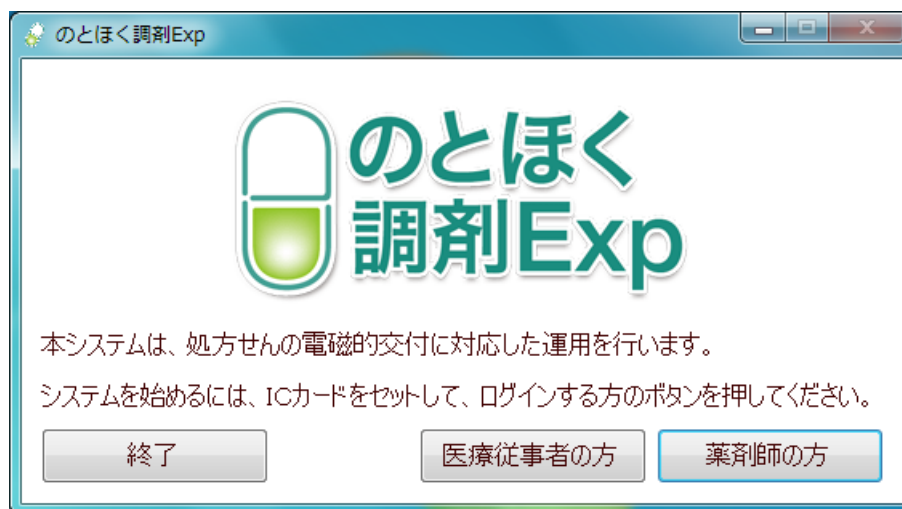 のとほく調剤Exp
のとほく
調剤Exp
本システムは、処方せんの電磁的交付に対応した運用を行います。
システムを始めるには、ICカードをセットして、ログインする方のボタンを押してください。
終了
医療従事者の方
薬剤師の方